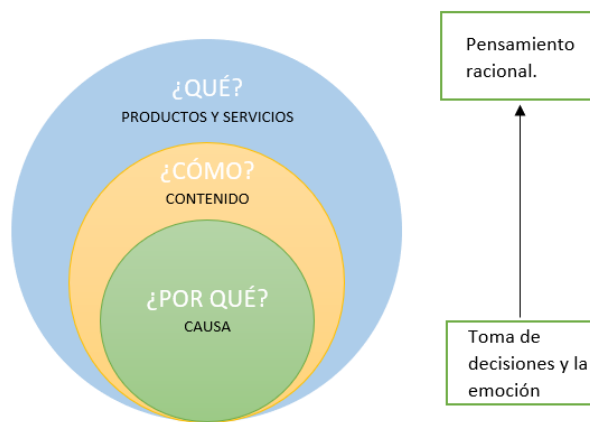 ¿QUÉ?
PRODUCTOS Y SERVICIOS
¿CÓMO?
CONTENIDO
¿POR QUÉ?
CAUSA
Pensamiento
racional.
Toma de
decisiones y la
emoción